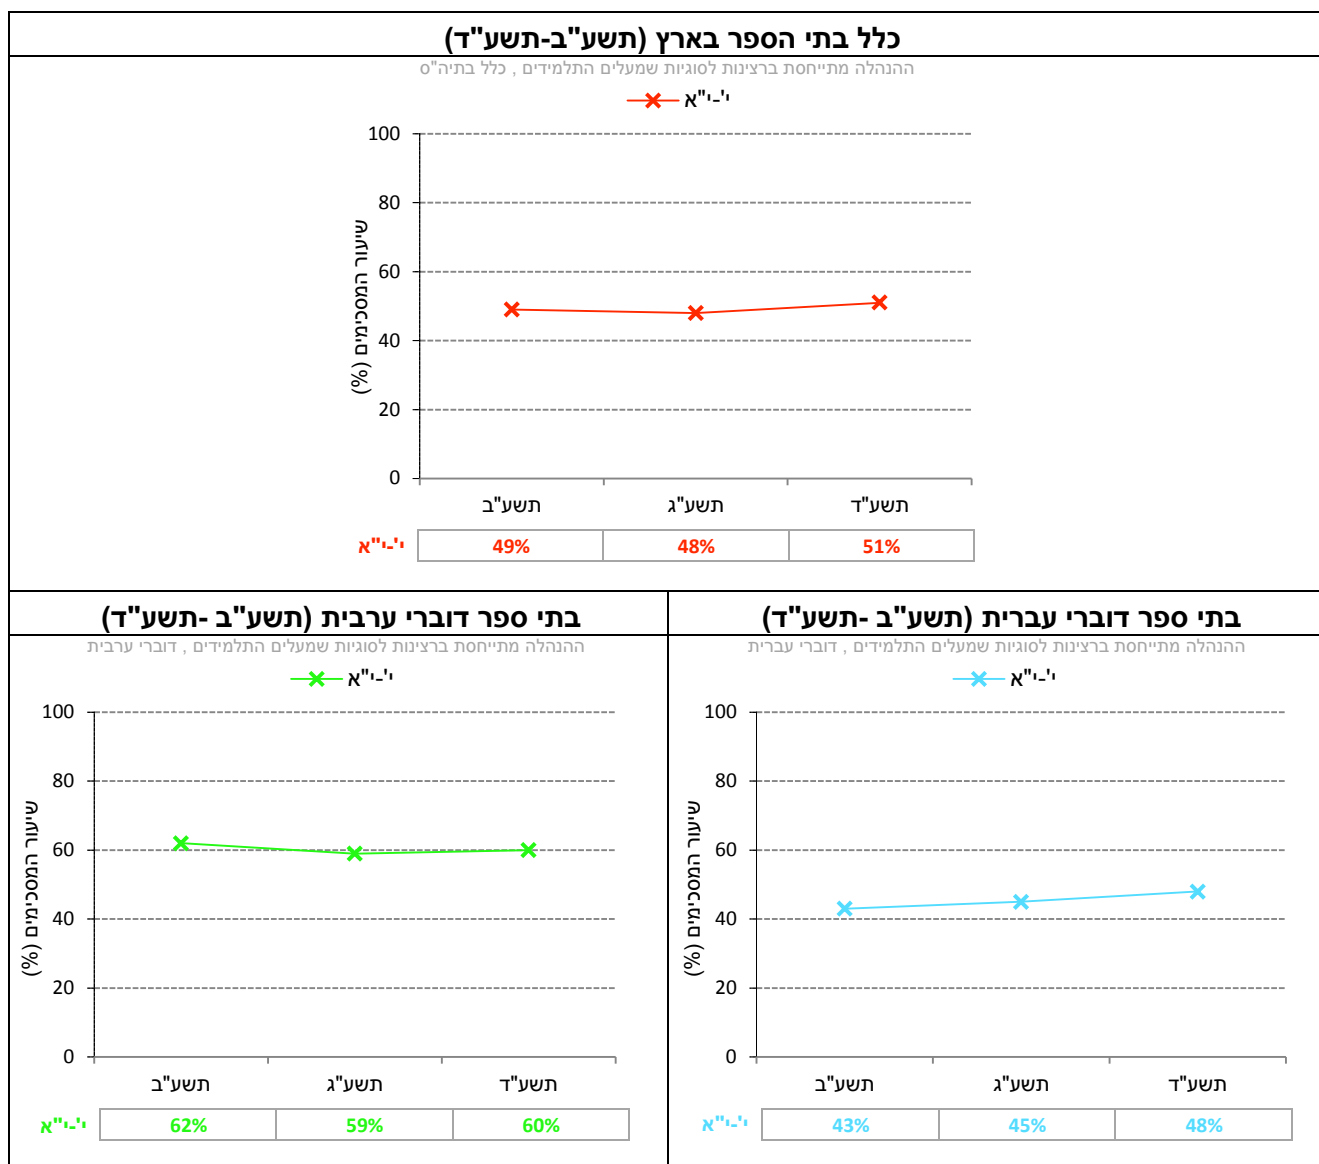 כלל בתי הספר בארץ (תשע"ב-תשע"ד)
ההנהלה מתייחסת ברצינות לסוגיות שמעלים התלמידים , כלל בתיה"ס
י'-י"א
שיעור המסכימים (%)
100
80
60
40
20
0
תשע"ב תשע"ג תשע"ד
י'-י"א 49% 48% 51%
בתי ספר דוברי עברית (תשע"ב -תשע"ד)
ההנהלה מתייחסת ברצינות לסוגיות שמעלים התלמידים , דוברי עברית
י'-י"א
שיעור המסכימים (%)
100
80
60
40
20
0
תשע"ב תשע"ג תשע"ד
י'-י"א 43% 45% 48%
בתי ספר דוברי ערבית (תשע"ב -תשע"ד)
ההנהלה מתייחסת ברצינות לסוגיות שמעלים התלמידים , דוברי ערבית
י'-י"א
שיעור המסכימים (%)
100
80
60
40
20
0
תשע"ב תשע"ג תשע"ד
י'-י"א 62% 59% 60%